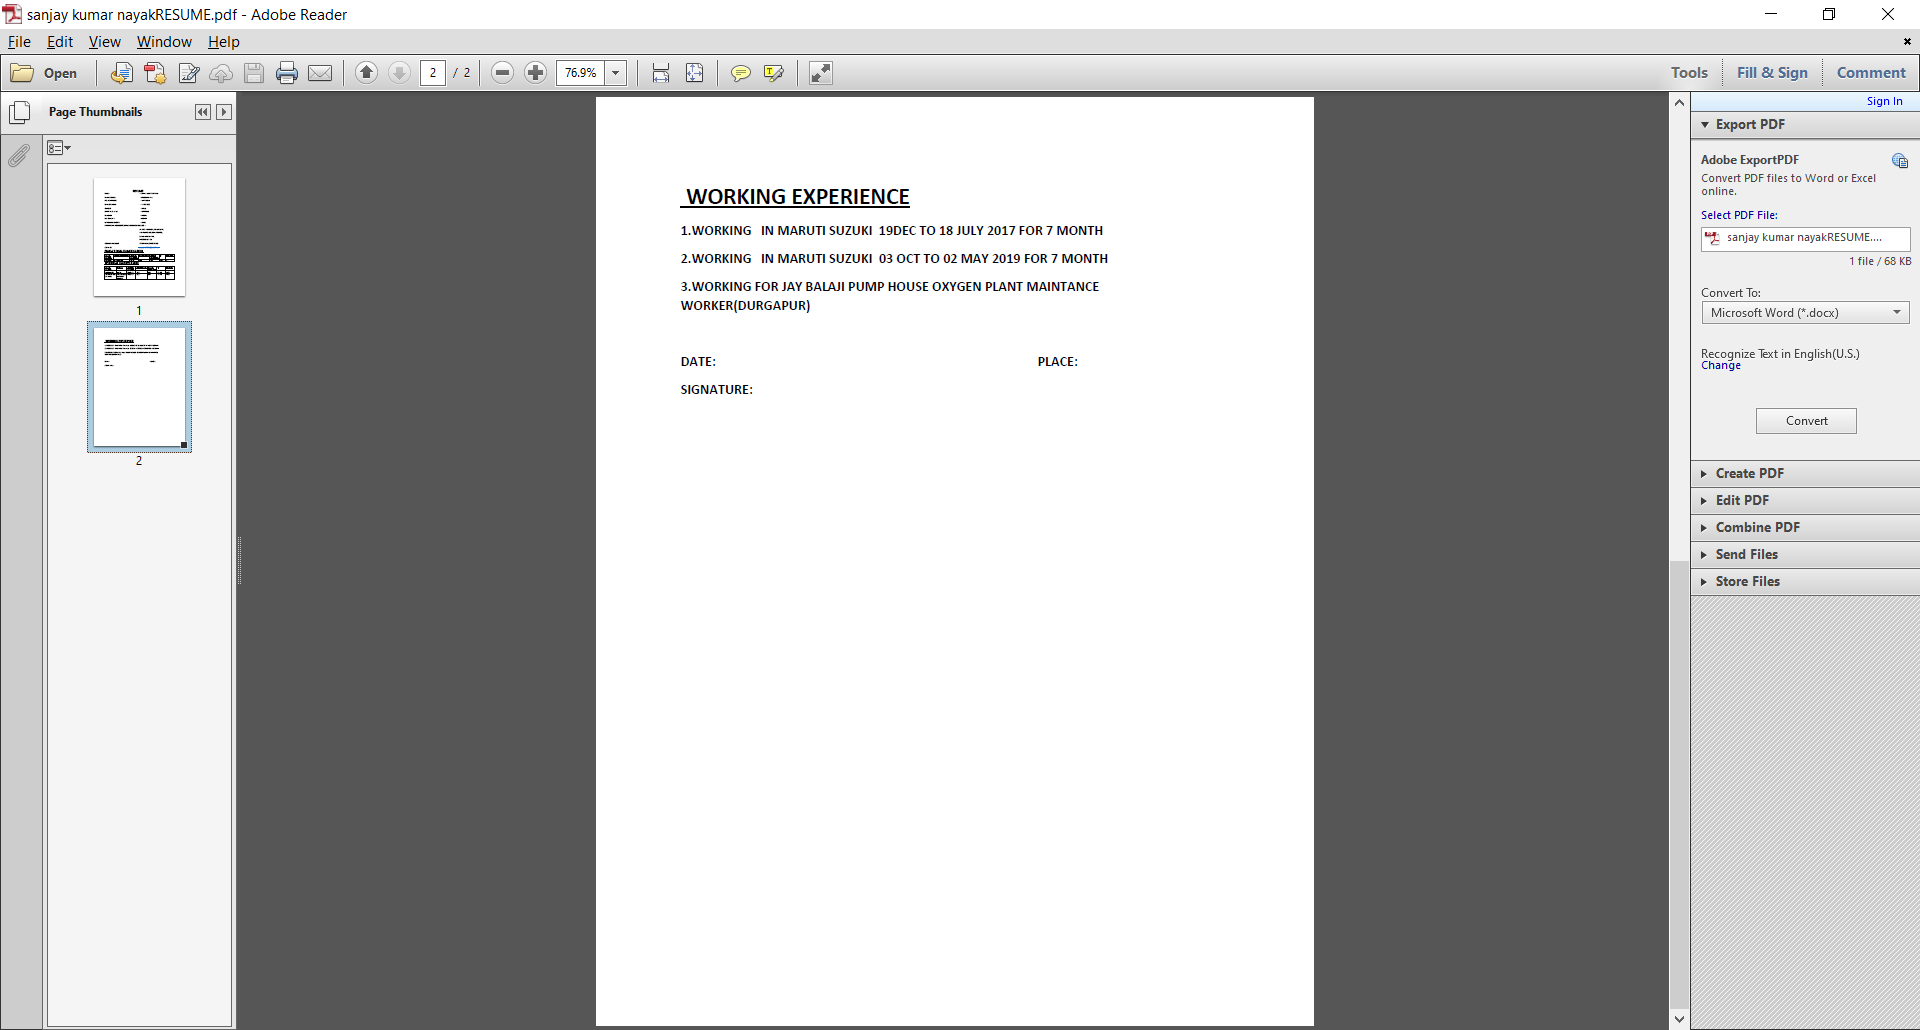 sanjay kumar nayakRESUME.pdf - Adobe Reader
File Edit View Window Help
Open 2 / 2 76.9% Tools Fill & Sign Comment
Page Thumbnails
1
2
WORKING EXPERIENCE
1.WORKING IN MARUTI SUZUKI 19DEC TO 18 JULY 2017 FOR 7 MONTH
2.WORKING IN MARUTI SUZUKI 03 OCT TO 02 MAY 2019 FOR 7 MONTH
3.WORKING FOR JAY BALAJI PUMP HOUSE OXYGEN PLANT MAINTANCE
WORKER(DURGAPUR)
DATE: PLACE:
SIGNATURE:
Sign In
Export PDF
Adobe ExportPDF
Convert PDF files to Word or Excel
online.
Select PDF File:
sanjay kumar nayakRESUME....
1 file / 68 KB
Convert To:
Microsoft Word (*.docx)
Recognize Text in English(U.S.)
Change
Convert
Create PDF
Edit PDF
Combine PDF
Send Files
Store Files